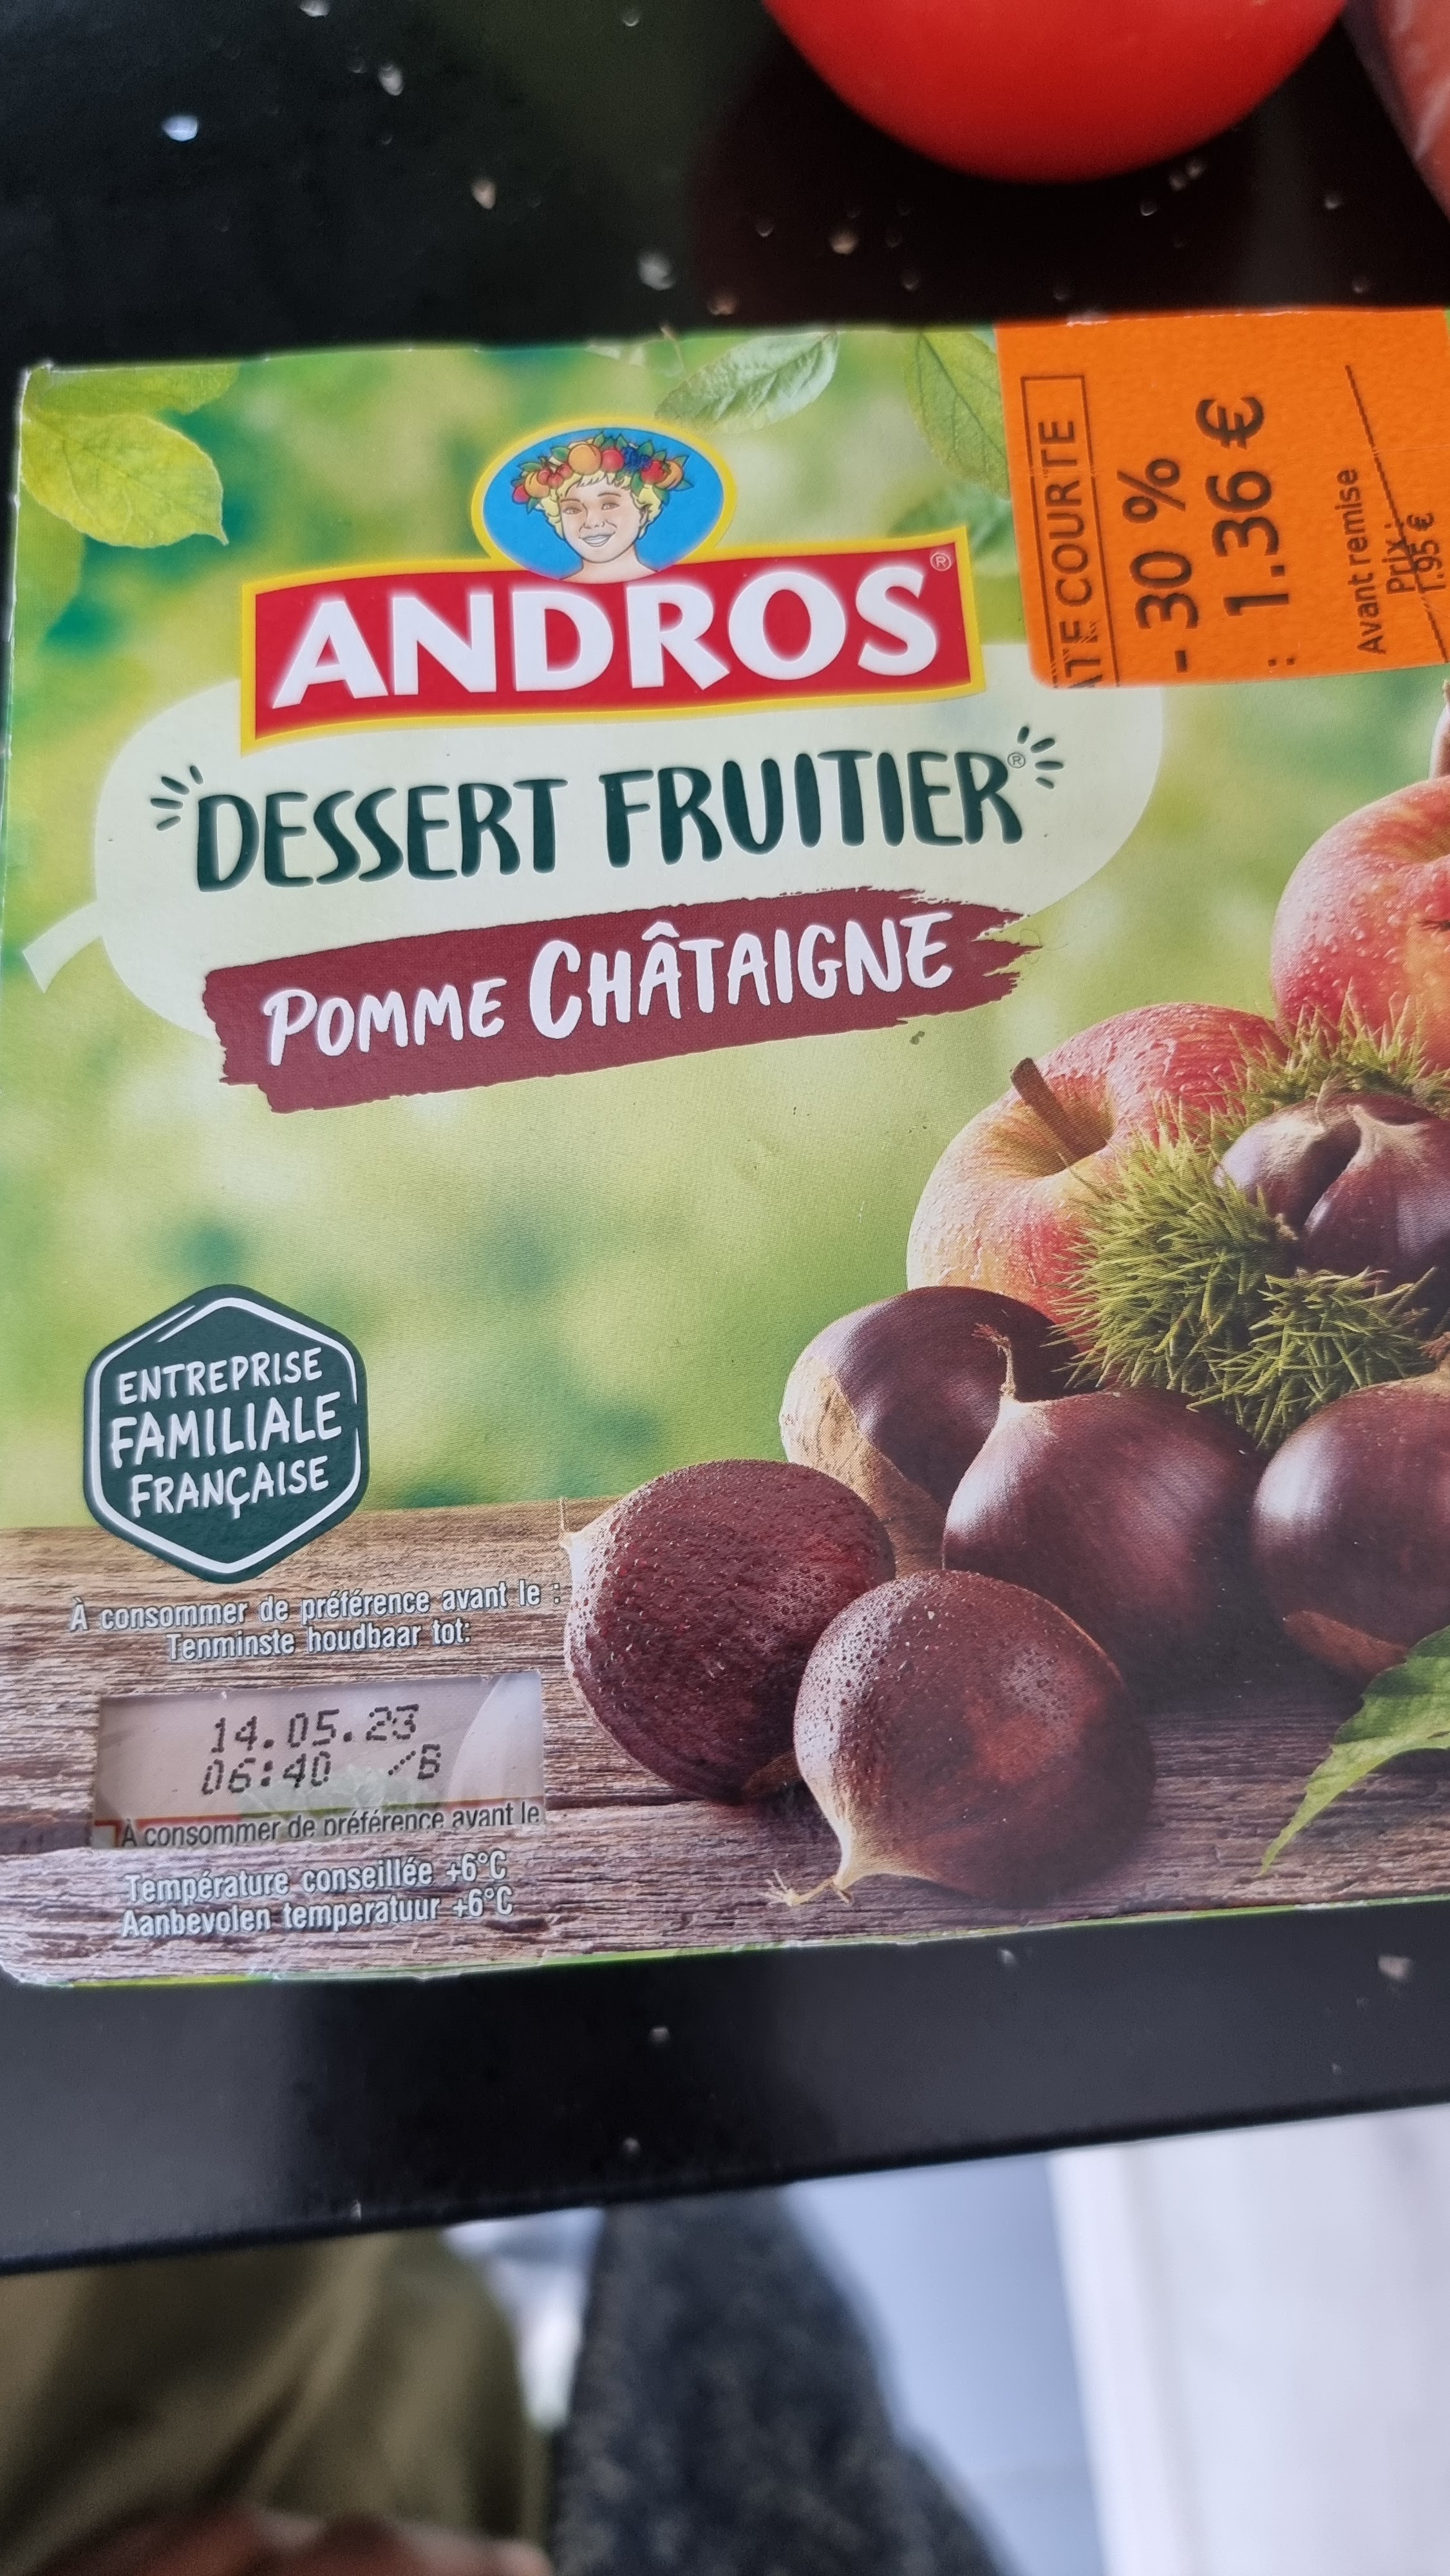 ANDROS®
DESSERT FRUITIER®
POMME CHÂTAIGNE
ATE COURTE
- 30 %
: 1.36 €
Avant remise
Prix :
1.95 €
ENTREPRISE
FAMILIALE
FRANÇAISE
À consommer de préférence avant le :
Tenminste houdbaar tot:
14.05.23
06:40 /B
À consommer de préférence avant le
Température conseillée +6°C
Aanbevolen temperatuur +6°C